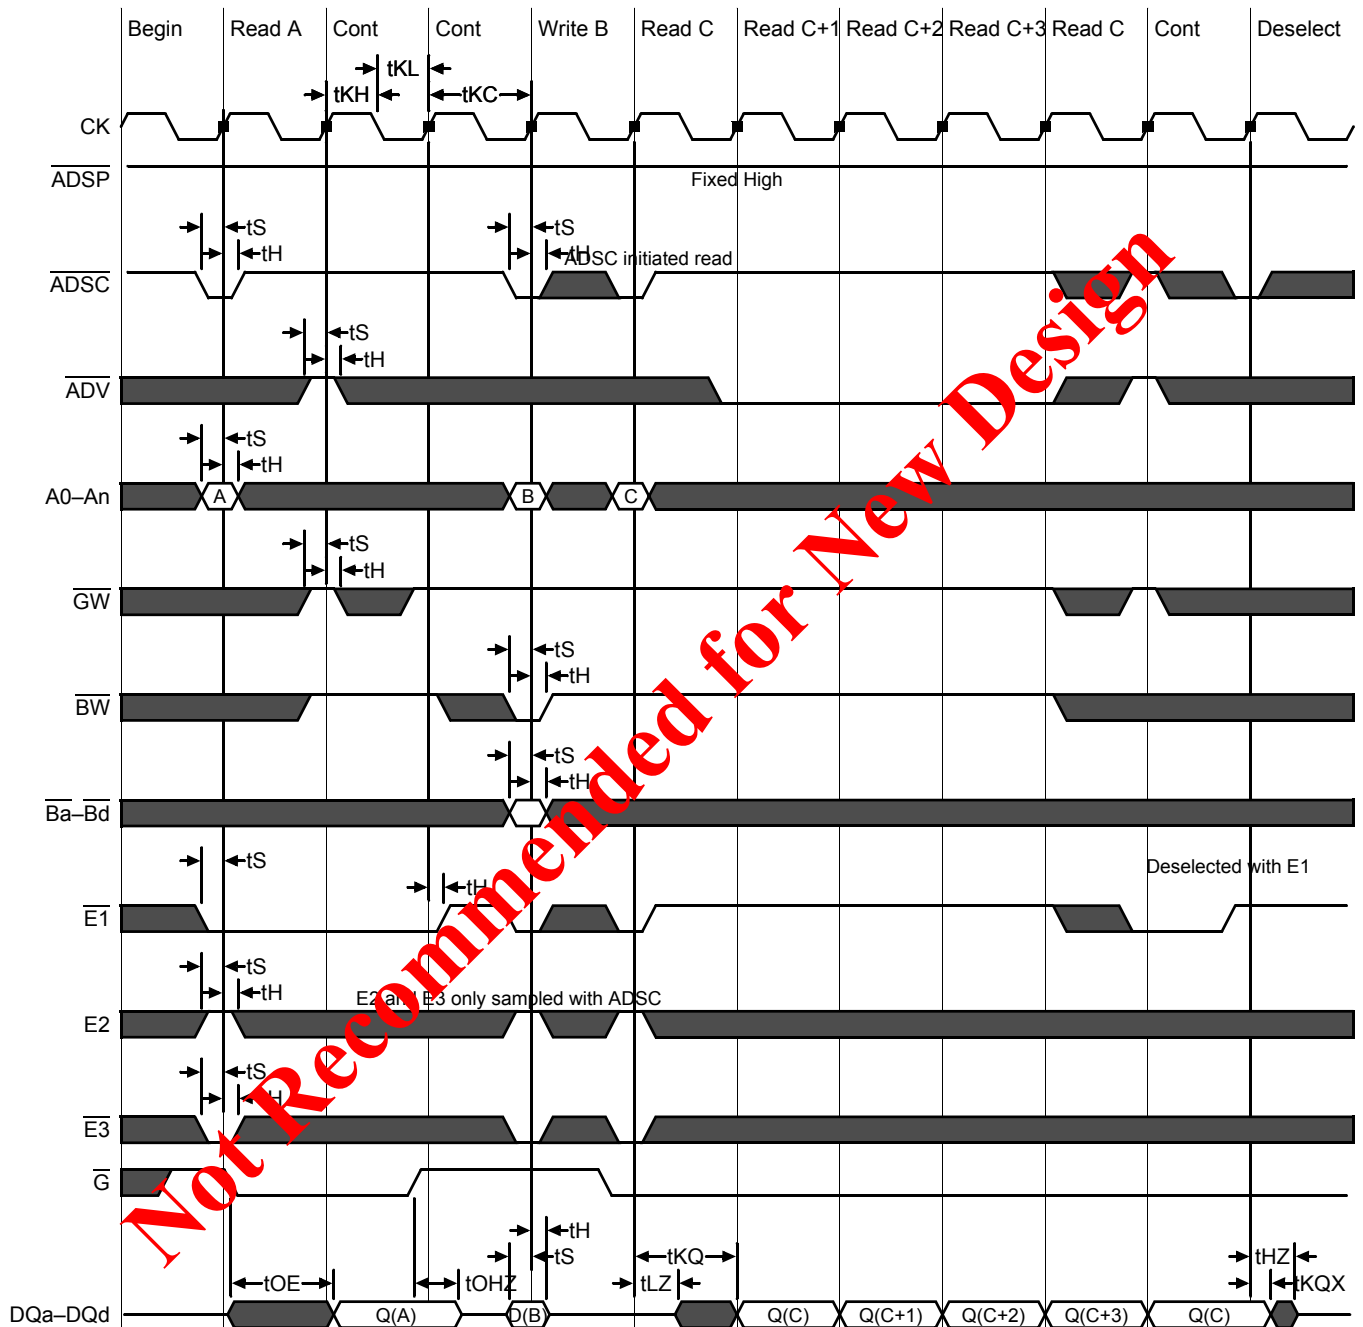 Begin Read A Cont Cont Write B Read C Read C+1 Read C+2 Read C+3 Read C Cont Deselect
tKL
tKH tKC
CK
ADSP
Fixed High
tS tS
tH tH
ADSC initiated read
ADSC
tS
tH
ADV
tS
tH
A0–An A B C
tS
tH
GW
tS
tH
BW
tS
tH
Ba–Bd
tS
Deselected with E1
tH
E1
tS
tH
E2 and E3 only sampled with ADSC
E2
tS
tH
E3
G
tH
tS tKQ tHZ
tOE tOHZ tLZ tKQX
DQa–DQd Q(A) D(B) Q(C) Q(C+1) Q(C+2) Q(C+3) Q(C)
Not Recommended for New Design